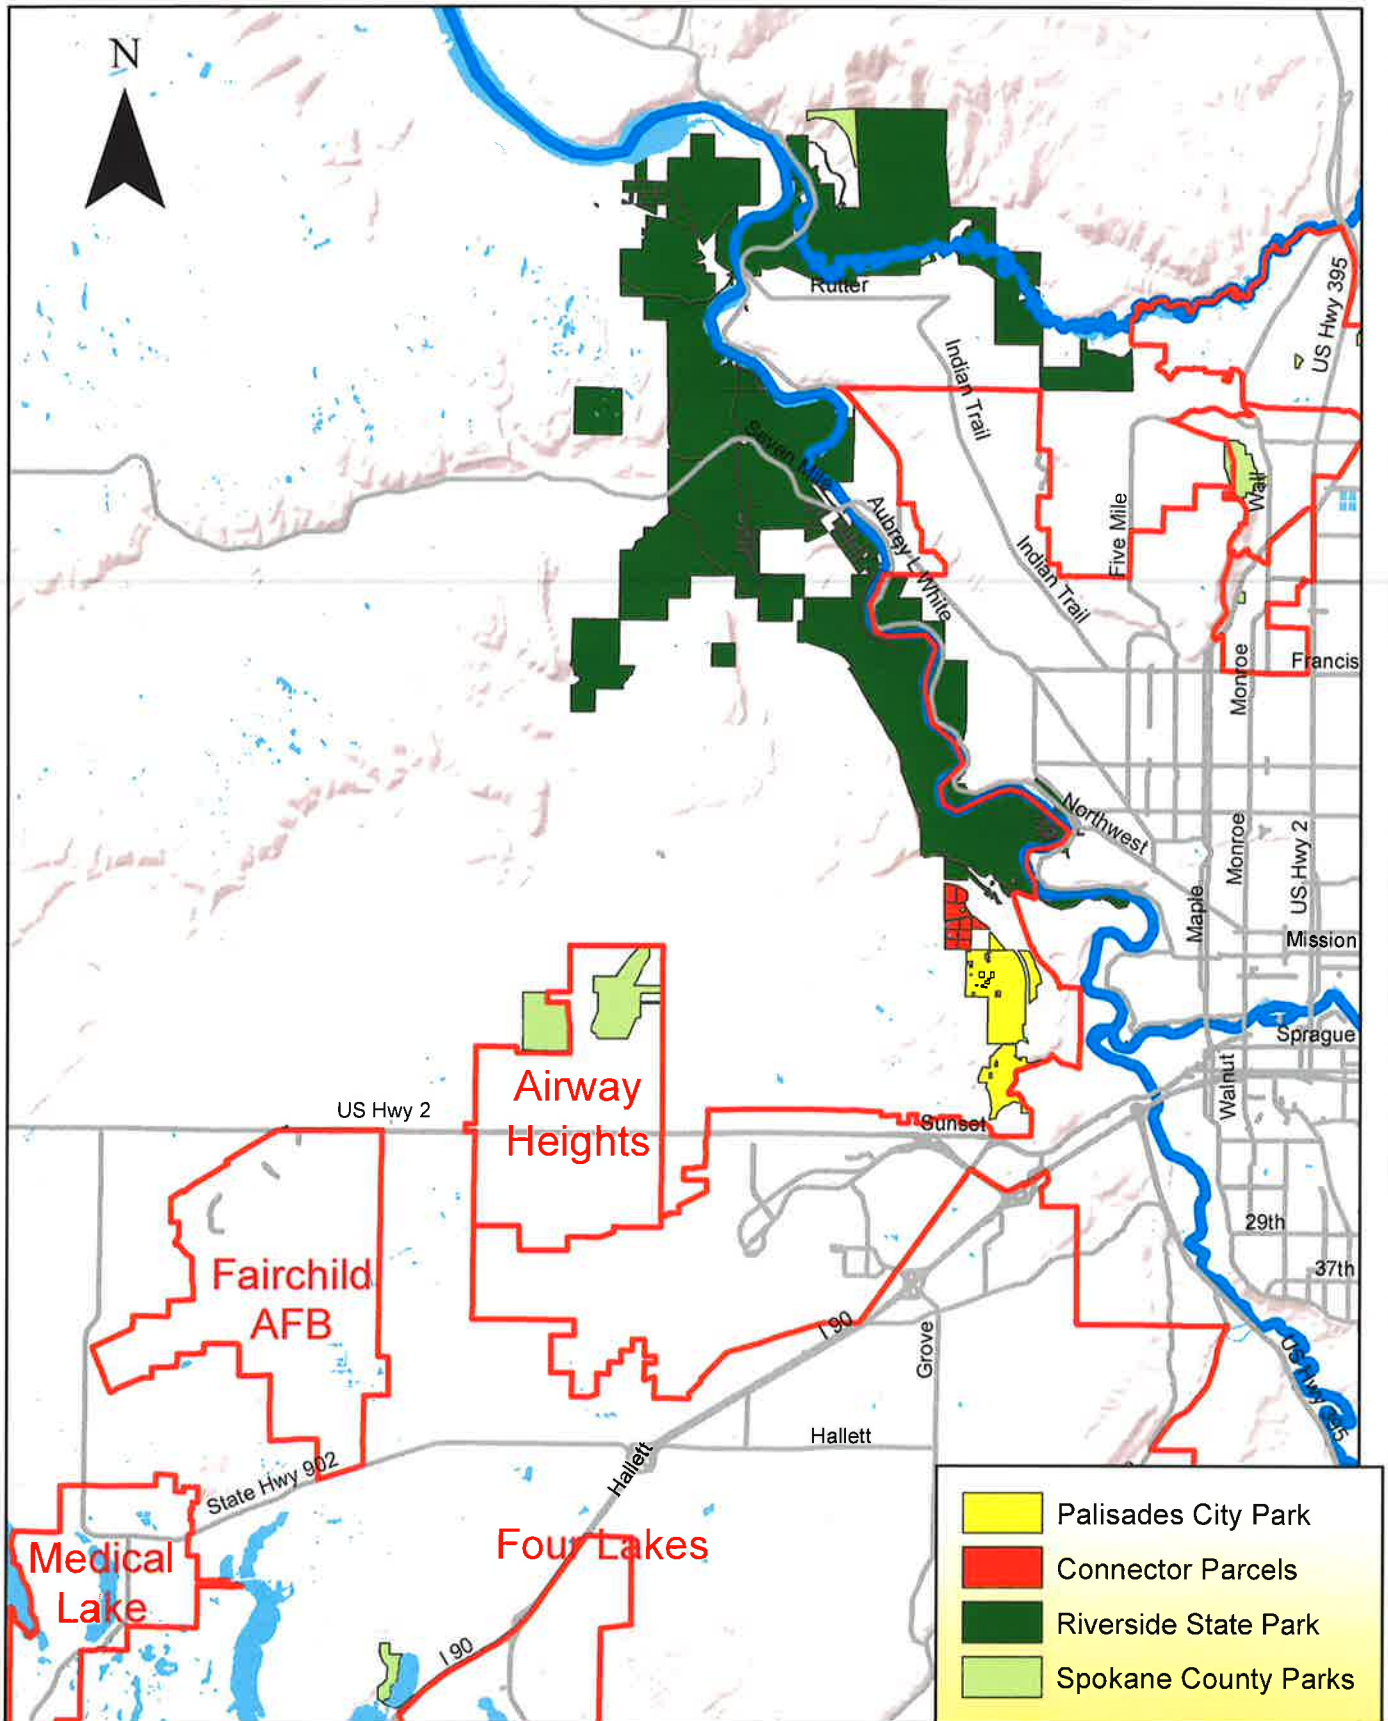 N
Rutter
US Hwy 395
Indian Trail
Seven Mile
Wall
Aubrey L White
Five Mile
Indian Trail
Francis
Monroe
Northwest
Monroe
US Hwy 2
Maple
Mission
Sprague
Airway
Heights
Walnut
US Hwy 2
Sunset
29th
Fairchild
AFB
37th
I 90
Grove
US Hwy 395
Hallett
Hallett
State Hwy 902
Four Lakes
Medical
Lake
I 90
Palisades City Park
Connector Parcels
Riverside State Park
Spokane County Parks